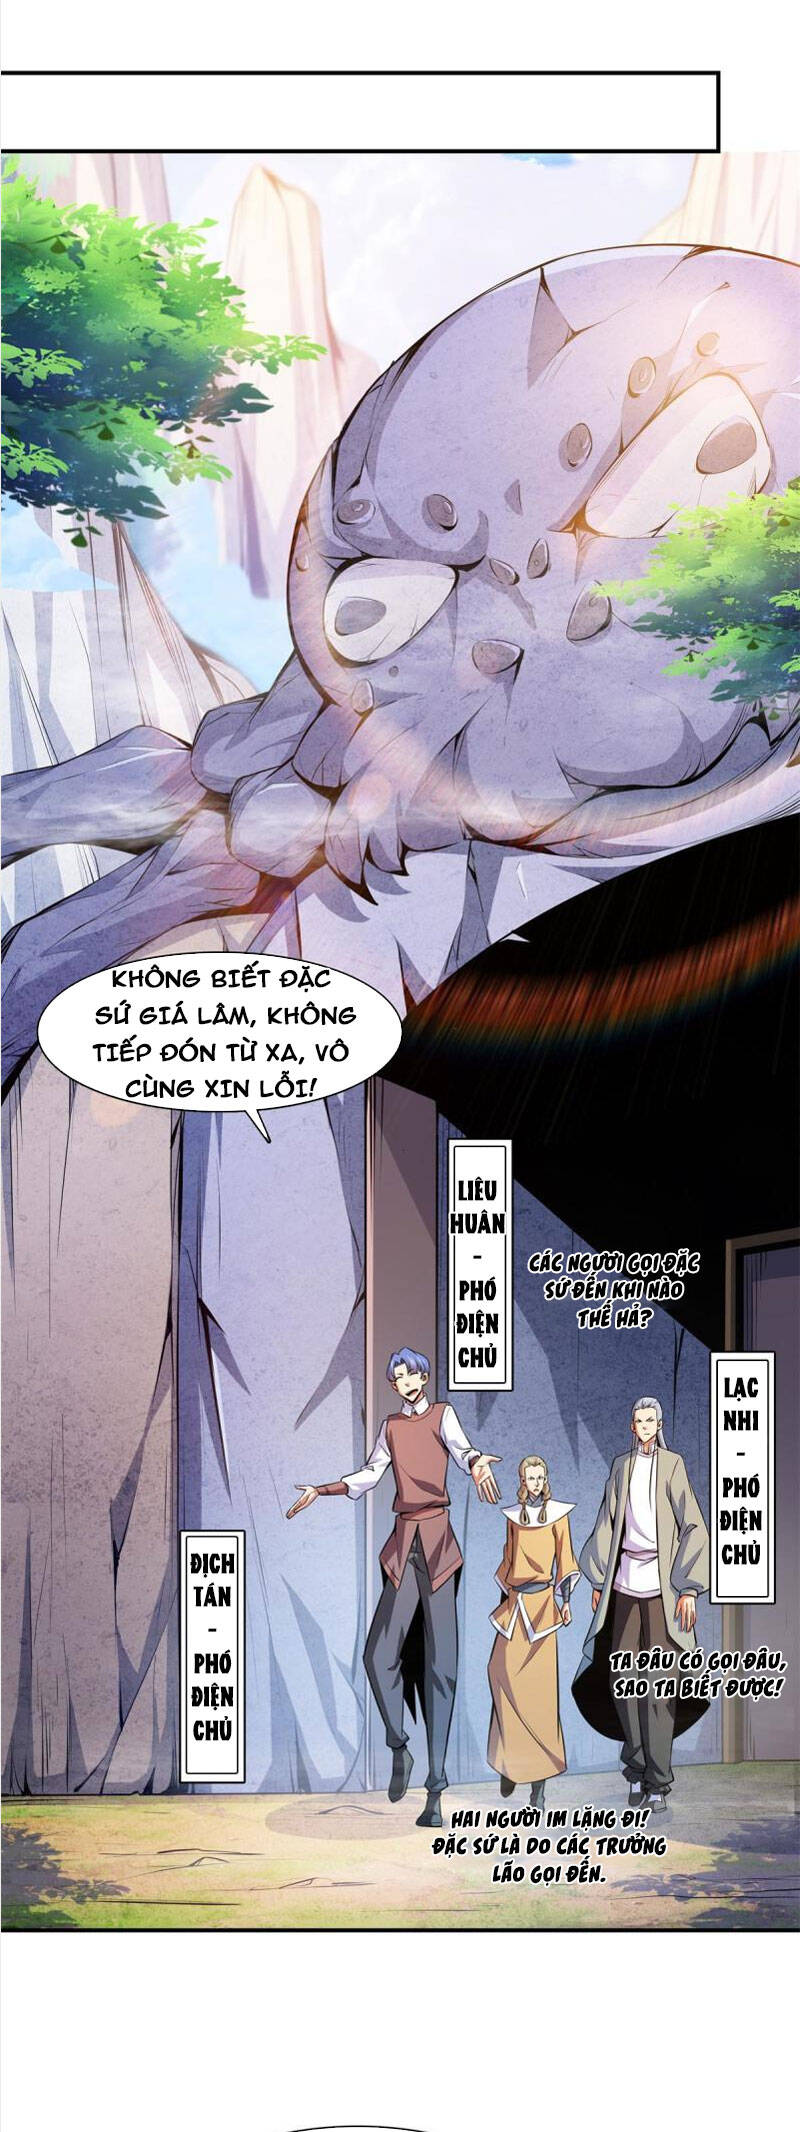 KHÔNG BIẾT ĐẶC
SỨ GIÁ LÂM, KHÔNG
TIẾP ĐÓN TỪ XA, VÔ
CÙNG XIN LỖI!
LIÊU
HUÂN
-
PHÓ
ĐIỆN
CHỦ
CÁC NGƯỜI GỌI ĐẶC
SỨ ĐẾN KHI NÀO
THẾ HẢ?
LẠC
NHI
-
PHÓ
ĐIỆN
CHỦ
ĐỊCH
TÁN
-
PHÓ
ĐIỆN
CHỦ
TA ĐÂU CÓ GỌI ĐÂU,
SAO TA BIẾT ĐƯỢC!
HAI NGƯỜI IM LẶNG ĐI!
ĐẶC SỨ LÀ DO CÁC TRƯỞNG
LÃO GỌI ĐẾN.